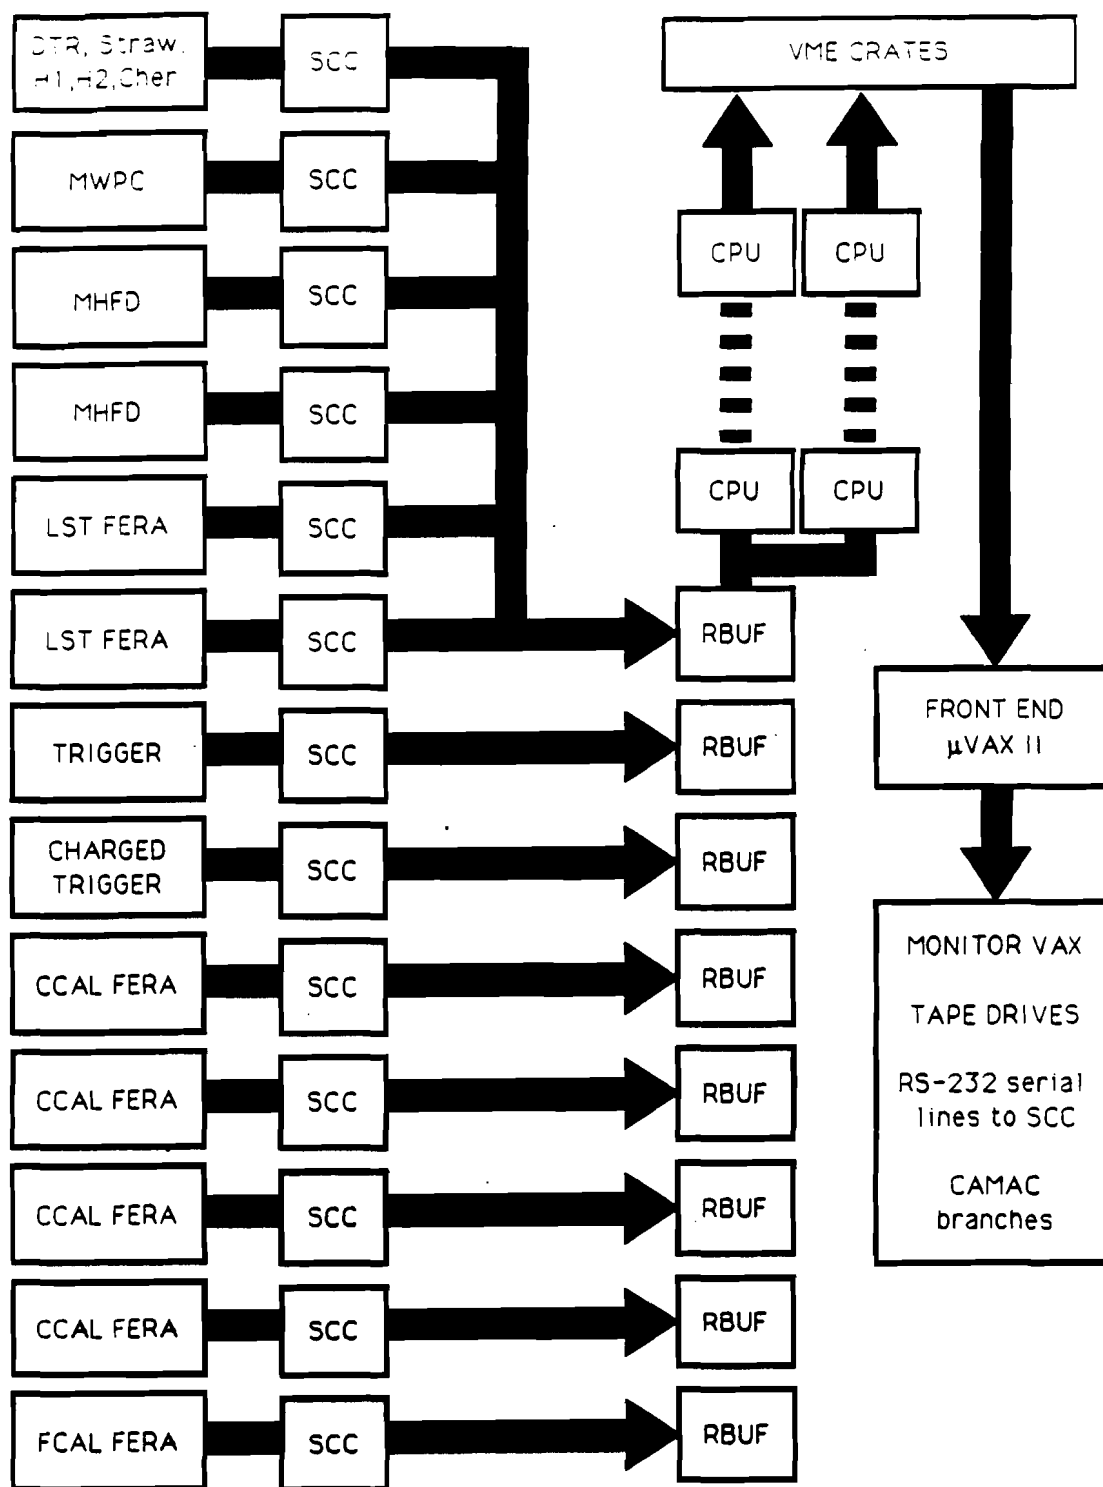 DTR, Straw,
H1,H2,Cher
SCC
VME CRATES
MWPC
SCC
CPU
CPU
MHFD
SCC
MHFD
SCC
CPU
CPU
LST FERA
SCC
LST FERA
SCC
RBUF
TRIGGER
SCC
RBUF
FRONT END
μVAX II
CHARGED
TRIGGER
SCC
RBUF
CCAL FERA
SCC
RBUF
MONITOR VAX
TAPE DRIVES
RS-232 serial
lines to SCC
CAMAC
branches
CCAL FERA
SCC
RBUF
CCAL FERA
SCC
RBUF
CCAL FERA
SCC
RBUF
FCAL FERA
SCC
RBUF